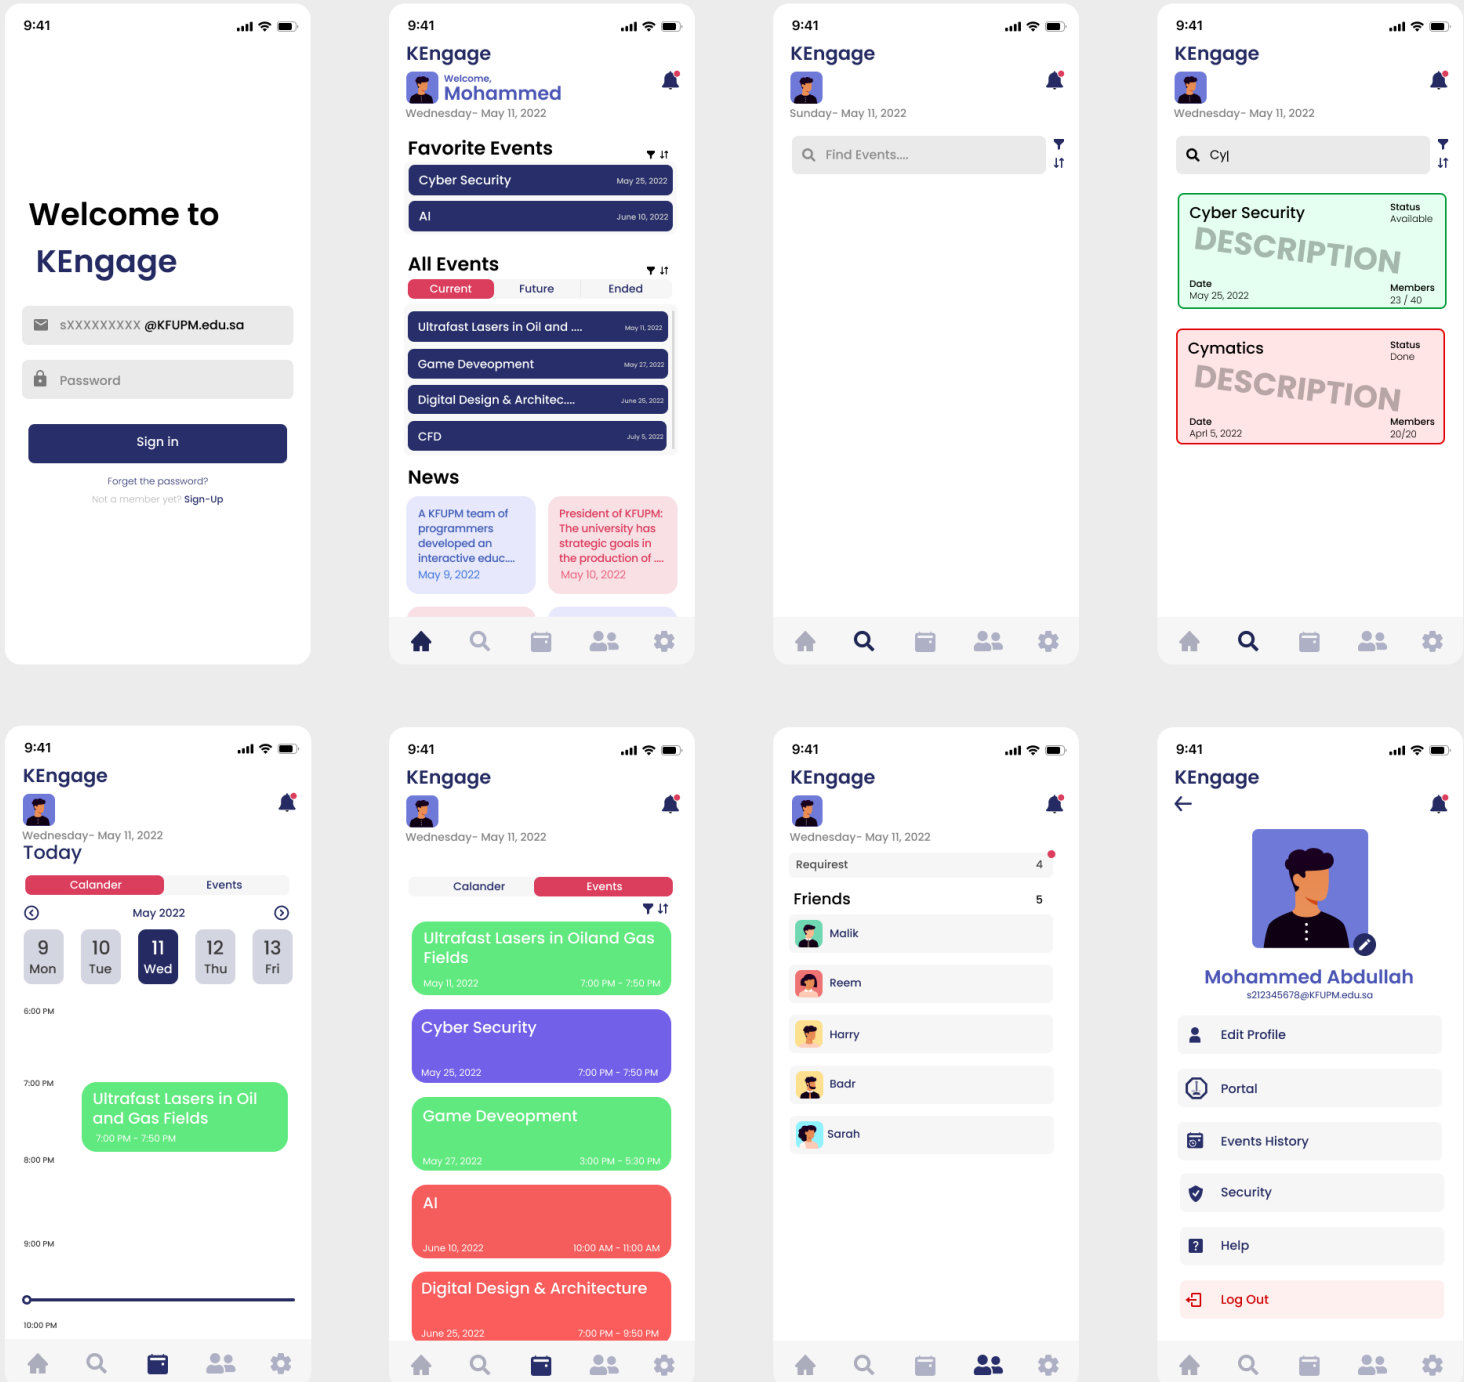 9:41
Welcome to
KEngage
sXXXXXXXXX @KFUPM.edu.sa
Password
Sign in
Forget the password?
Not a member yet? Sign-Up
9:41
KEngage
Welcome,
Mohammed
Wednesday- May 11, 2022
Favorite Events
Cyber Security May 25, 2022
AI June 10, 2022
All Events
Current Future Ended
Ultrafast Lasers in Oil and .... May 11, 2022
Game Deveopment May 27, 2022
Digital Design & Architec.... June 25, 2022
CFD July 5, 2022
News
A KFUPM team of
programmers
developed an
interactive educ....
May 9, 2022
President of KFUPM:
The university has
strategic goals in
the production of ....
May 10, 2022
9:41
KEngage
Sunday- May 11, 2022
Find Events....
9:41
KEngage
Wednesday- May 11, 2022
Cy
Cyber Security
Status
Available
DESCRIPTION
Date
May 25, 2022
Members
23 / 40
Cymatics
Status
Done
DESCRIPTION
Date
Aprl 5, 2022
Members
20/20
9:41
KEngage
Wednesday- May 11, 2022
Today
Calander Events
May 2022
9 10 11 12 13
Mon Tue Wed Thu Fri
6:00 PM
7:00 PM
Ultrafast Lasers in Oil
and Gas Fields
7:00 PM - 7:50 PM
8:00 PM
9:00 PM
10:00 PM
9:41
KEngage
Wednesday- May 11, 2022
Calander Events
Ultrafast Lasers in Oiland Gas
Fields
May 11, 2022 7:00 PM - 7:50 PM
Cyber Security
May 25, 2022 7:00 PM - 7:50 PM
Game Deveopment
May 27, 2022 3:00 PM - 5:30 PM
AI
June 10, 2022 10:00 AM - 11:00 AM
Digital Design & Architecture
June 25, 2022 7:00 PM - 9:50 PM
9:41
KEngage
Wednesday- May 11, 2022
Requirest 4
Friends 5
Malik
Reem
Harry
Badr
Sarah
9:41
KEngage
Mohammed Abdullah
s212345678@KFUPM.edu.sa
Edit Profile
Portal
Events History
Security
Help
Log Out